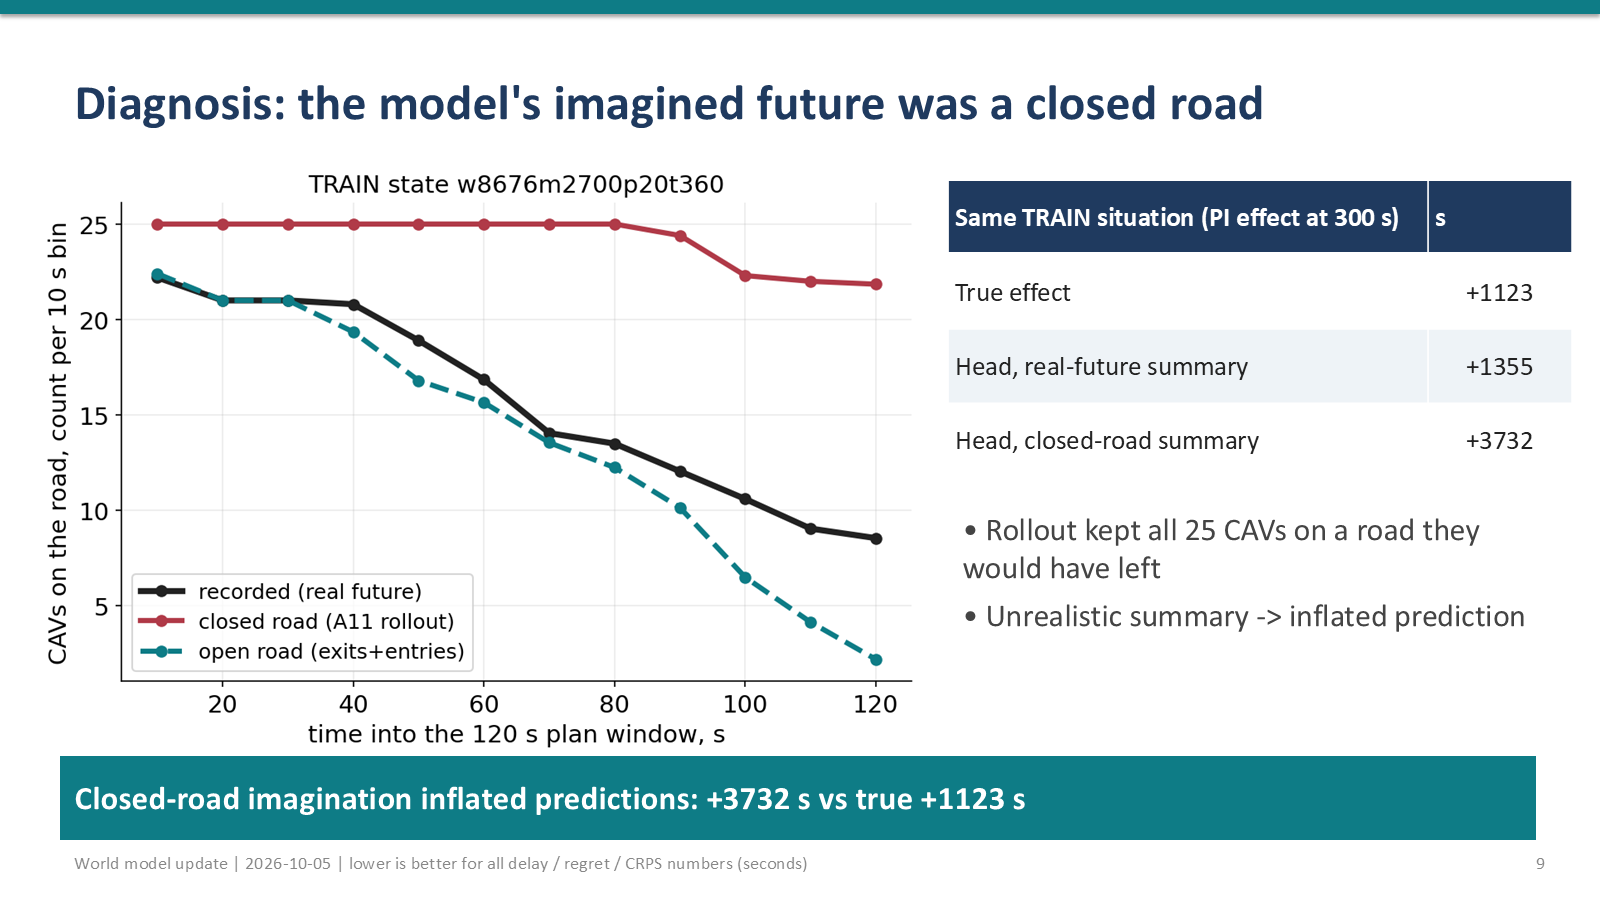 Diagnosis: the model's imagined future was a closed road
TRAIN state w8676m2700p20t360
CAVs on the road, count per 10 s bin
25
20
15
10
5
recorded (real future)
closed road (A11 rollout)
open road (exits+entries)
20 40 60 80 100 120
time into the 120 s plan window, s
Same TRAIN situation (PI effect at 300 s) s
True effect +1123
Head, real-future summary +1355
Head, closed-road summary +3732
• Rollout kept all 25 CAVs on a road they
would have left
• Unrealistic summary -> inflated prediction
Closed-road imagination inflated predictions: +3732 s vs true +1123 s
World model update | 2026-10-05 | lower is better for all delay / regret / CRPS numbers (seconds) 9